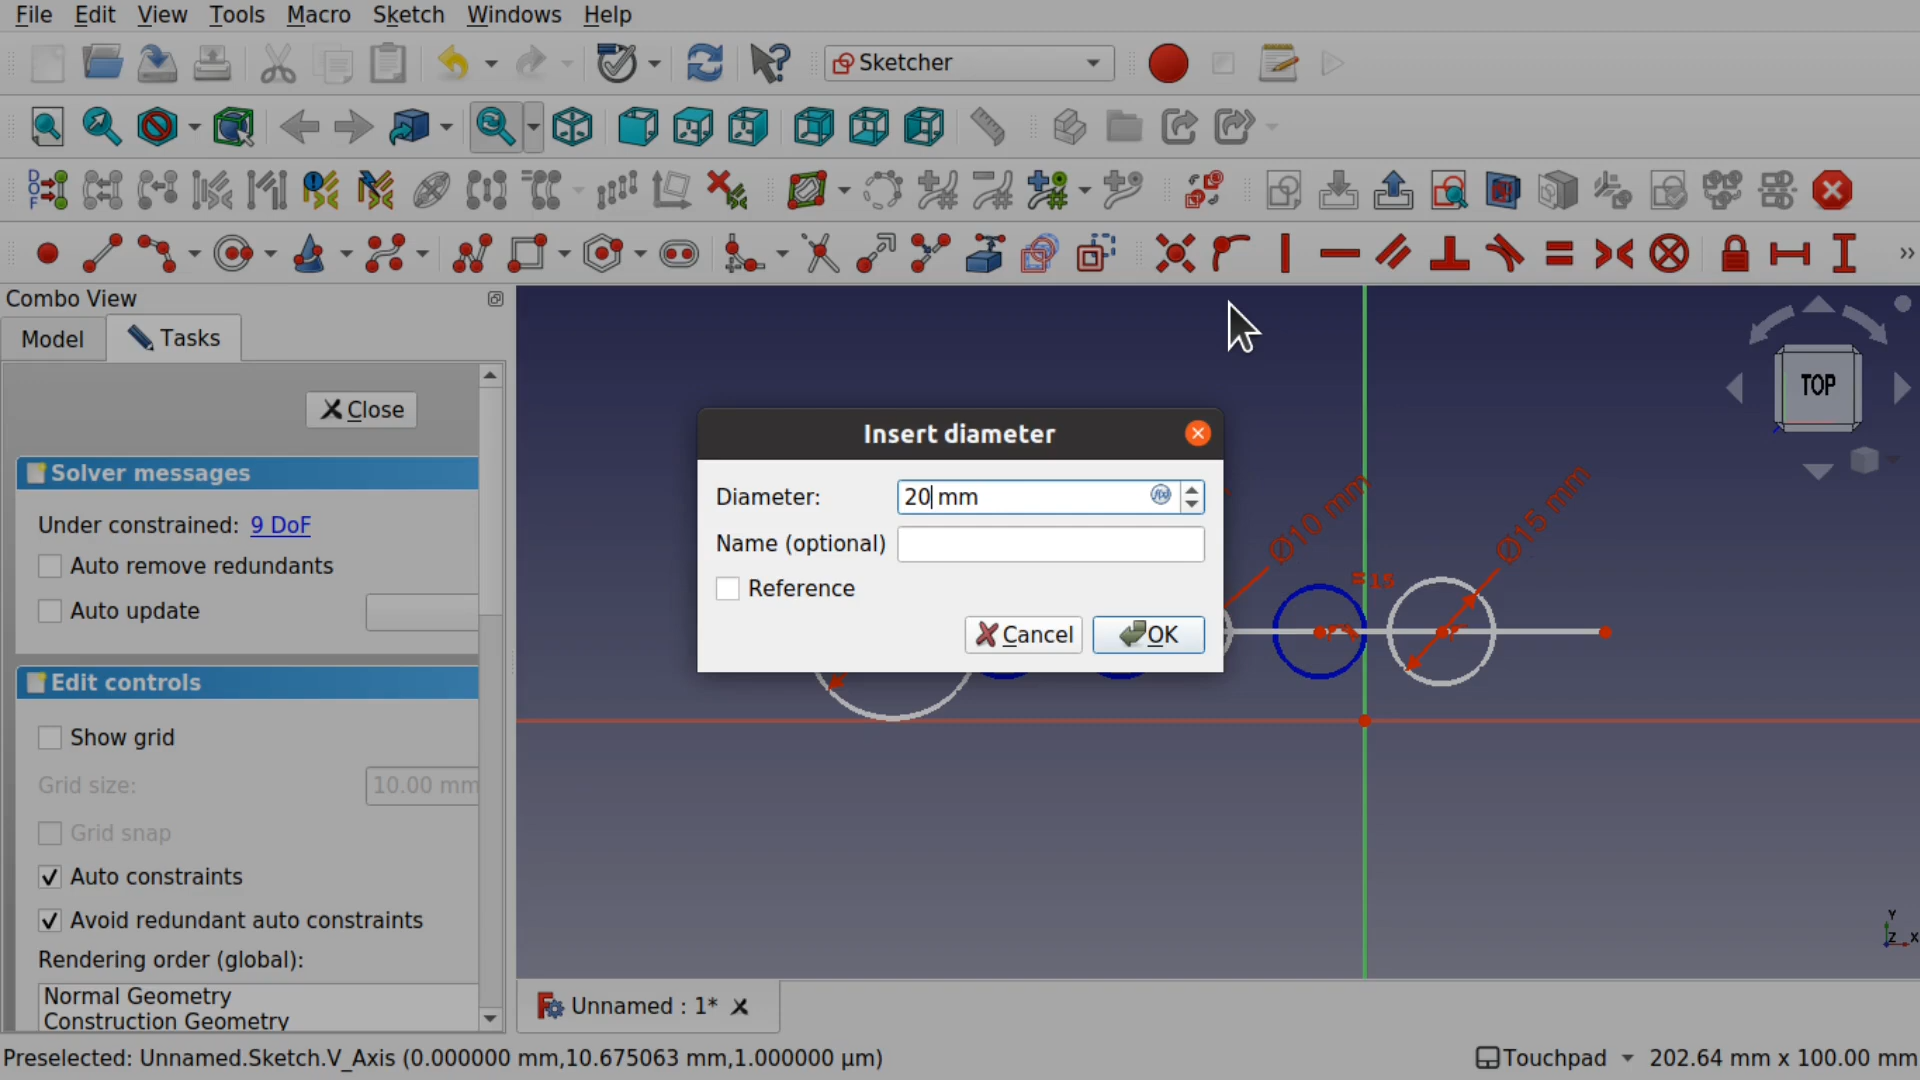 File Edit View Tools Macro Sketch Windows Help
Sketcher
Combo View
Model Tasks
Close
Solver messages
Under constrained: 9 DoF
Auto remove redundants
Auto update
Edit controls
Show grid
Grid size: 10.00 mm
Grid snap
Auto constraints
Avoid redundant auto constraints
Rendering order (global):
Normal Geometry
Construction Geometry
Insert diameter
Diameter: 20 mm
Name (optional)
Reference
Cancel OK
Ø10 mm
Ø15 mm
=15
TOP
Y
Z X
Unnamed : 1*
Preselected: Unnamed.Sketch.V_Axis (0.000000 mm,10.675063 mm,1.000000 µm)
Touchpad 202.64 mm x 100.00 mm